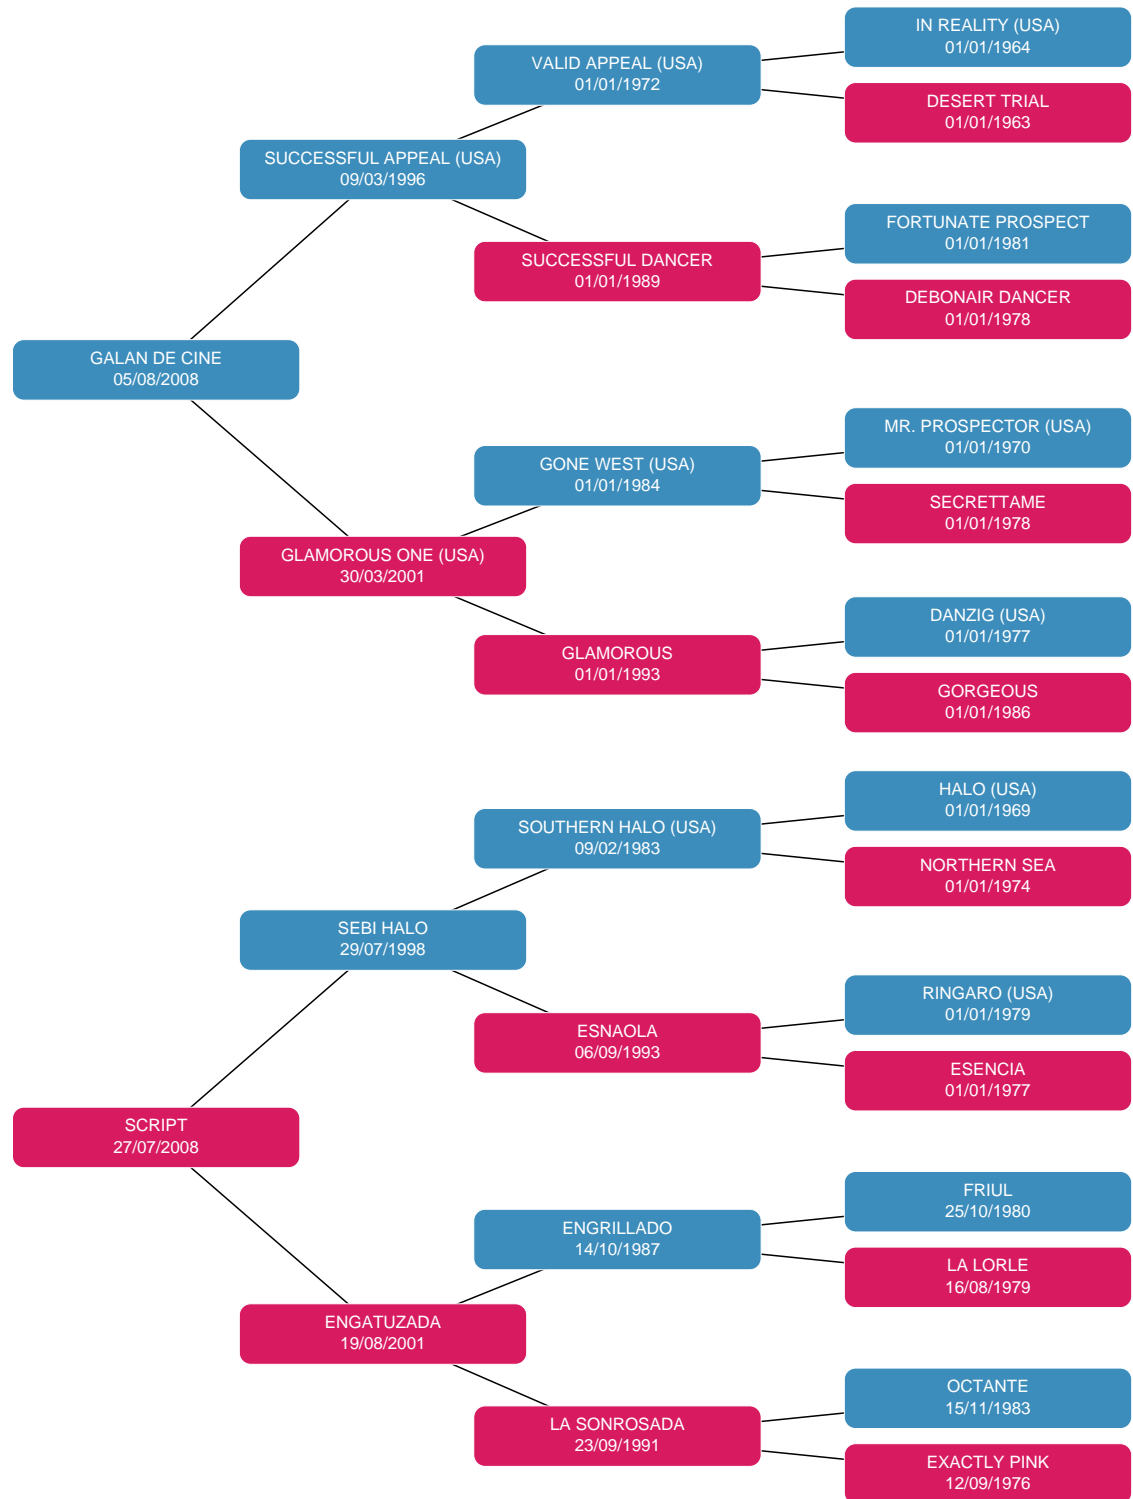 IN REALITY (USA)
01/01/1964
VALID APPEAL (USA)
01/01/1972
DESERT TRIAL
01/01/1963
SUCCESSFUL APPEAL (USA)
09/03/1996
FORTUNATE PROSPECT
01/01/1981
SUCCESSFUL DANCER
01/01/1989
DEBONAIR DANCER
01/01/1978
GALAN DE CINE
05/08/2008
MR. PROSPECTOR (USA)
01/01/1970
GONE WEST (USA)
01/01/1984
SECRETTAME
01/01/1978
GLAMOROUS ONE (USA)
30/03/2001
DANZIG (USA)
01/01/1977
GLAMOROUS
01/01/1993
GORGEOUS
01/01/1986
HALO (USA)
01/01/1969
SOUTHERN HALO (USA)
09/02/1983
NORTHERN SEA
01/01/1974
SEBI HALO
29/07/1998
RINGARO (USA)
01/01/1979
ESNAOLA
06/09/1993
ESENCIA
01/01/1977
SCRIPT
27/07/2008
FRIUL
25/10/1980
ENGRILLADO
14/10/1987
LA LORLE
16/08/1979
ENGATUZADA
19/08/2001
OCTANTE
15/11/1983
LA SONROSADA
23/09/1991
EXACTLY PINK
12/09/1976